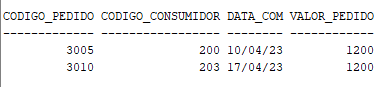 CODIGO_PEDIDO CODIGO_CONSUMIDOR DATA_COM VALOR_PEDIDO
------------- ----------------- -------- ------------
3005 200 10/04/23 1200
3010 203 17/04/23 1200